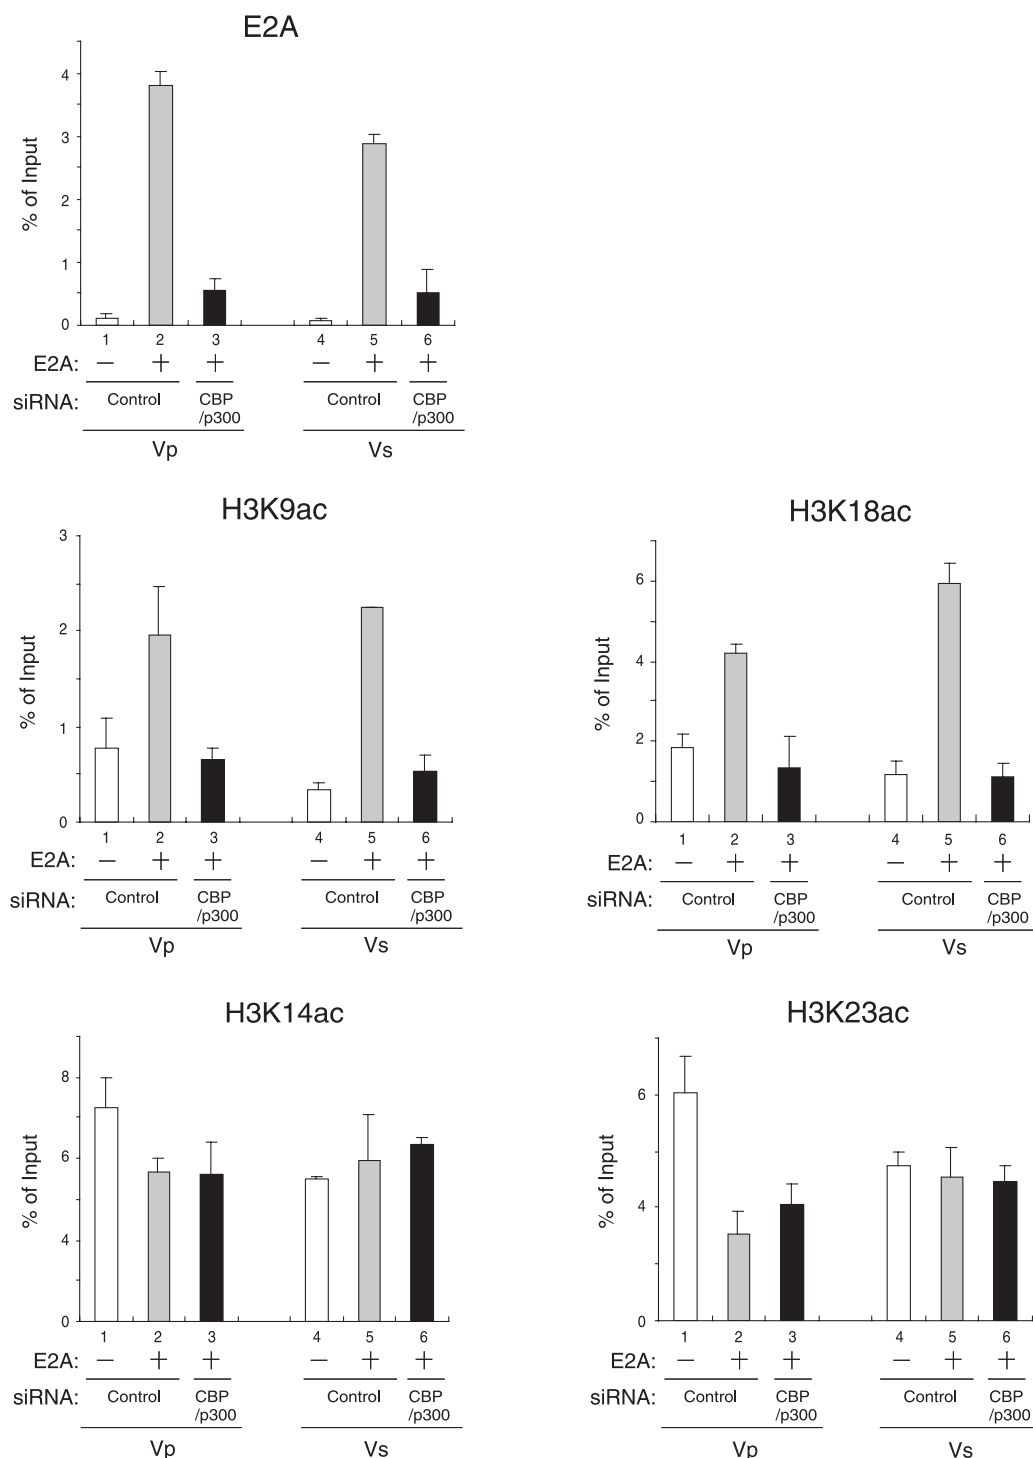 E2A
% of Input
4
3
2
1
0
1 2 3 4 5 6
E2A: — + + — + +
siRNA: Control CBP /p300 Control CBP /p300
Vp Vs
H3K9ac
% of Input
3
2
1
0
1 2 3 4 5 6
E2A: — + + — + +
siRNA: Control CBP /p300 Control CBP /p300
Vp Vs
H3K18ac
% of Input
6
4
2
0
1 2 3 4 5 6
E2A: — + + — + +
siRNA: Control CBP /p300 Control CBP /p300
Vp Vs
H3K14ac
% of Input
8
6
4
0
1 2 3 4 5 6
E2A: — + + — + +
siRNA: Control CBP /p300 Control CBP /p300
Vp Vs
H3K23ac
% of Input
6
4
0
1 2 3 4 5 6
E2A: — + + — + +
siRNA: Control CBP /p300 Control CBP /p300
Vp Vs